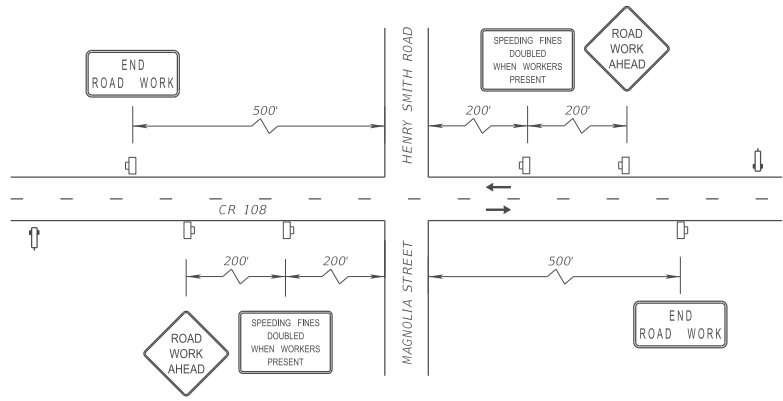 END
ROAD WORK
500'
HENRY SMITH ROAD
SPEEDING FINES
DOUBLED
WHEN WORKERS
PRESENT
ROAD
WORK
AHEAD
200'
200'
CR 108
200'
200'
ROAD
WORK
AHEAD
SPEEDING FINES
DOUBLED
WHEN WORKERS
PRESENT
MAGNOLIA STREET
500'
END
ROAD WORK